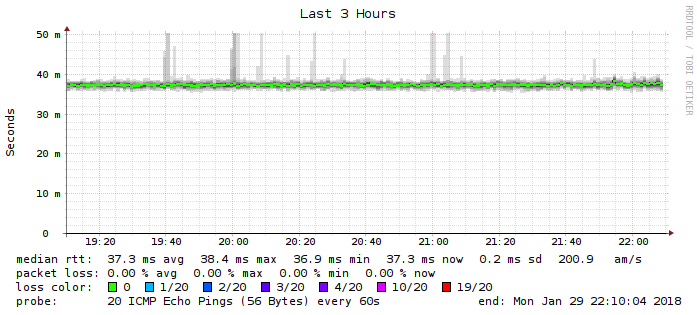 Last 3 Hours
RRDTOOL / TOBI OETIKER
Seconds
50 m
40 m
30 m
20 m
10 m
0
19:20 19:40 20:00 20:20 20:40 21:00 21:20 21:40 22:00
median rtt: 37.3 ms avg 38.4 ms max 36.9 ms min 37.3 ms now 0.2 ms sd 200.9 am/s
packet loss: 0.00 % avg 0.00 % max 0.00 % min 0.00 % now
loss color: 0 1/20 2/20 3/20 4/20 10/20 19/20
probe: 20 ICMP Echo Pings (56 Bytes) every 60s end: Mon Jan 29 22:10:04 2018